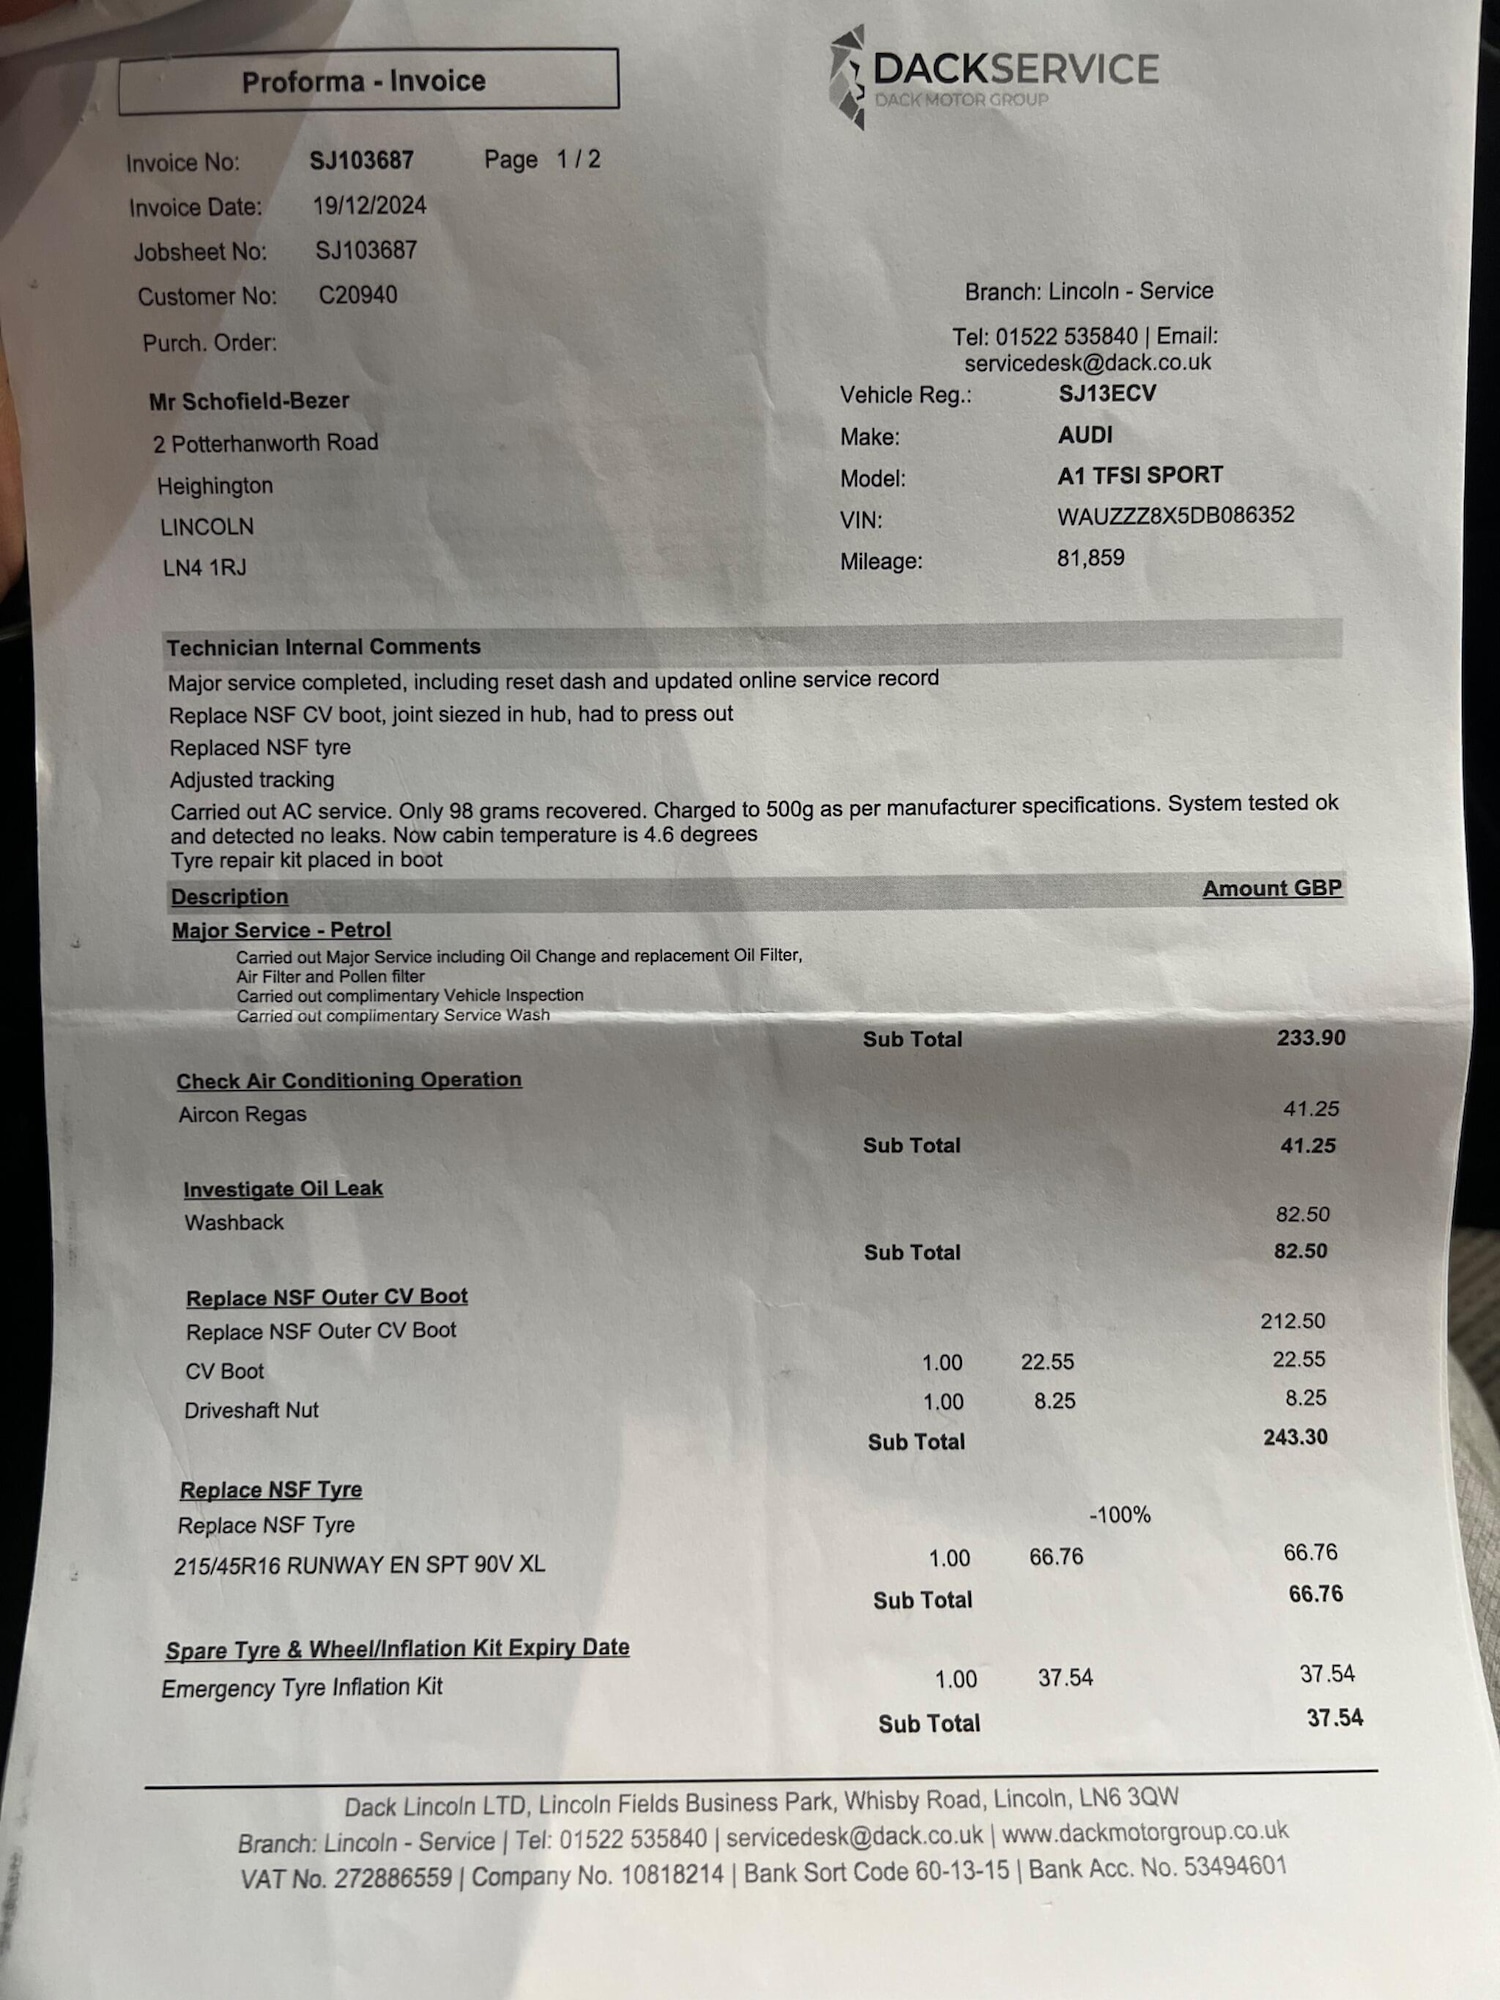 Proforma - Invoice
DACKSERVICE
DACK MOTOR GROUP
Invoice No: SJ103687 Page 1 / 2
Invoice Date: 19/12/2024
Jobsheet No: SJ103687
Customer No: C20940
Purch. Order:
Branch: Lincoln - Service
Tel: 01522 535840 | Email:
servicedesk@dack.co.uk
Mr Schofield-Bezer
2 Potterhanworth Road
Heighington
LINCOLN
LN4 1RJ
Vehicle Reg.: SJ13ECV
Make: AUDI
Model: A1 TFSI SPORT
VIN: WAUZZZ8X5DB086352
Mileage: 81,859
Technician Internal Comments
Major service completed, including reset dash and updated online service record
Replace NSF CV boot, joint siezed in hub, had to press out
Replaced NSF tyre
Adjusted tracking
Carried out AC service. Only 98 grams recovered. Charged to 500g as per manufacturer specifications. System tested ok
and detected no leaks. Now cabin temperature is 4.6 degrees
Tyre repair kit placed in boot
Description Amount GBP
Major Service - Petrol
Carried out Major Service including Oil Change and replacement Oil Filter,
Air Filter and Pollen filter
Carried out complimentary Vehicle Inspection
Carried out complimentary Service Wash
Sub Total 233.90
Check Air Conditioning Operation
Aircon Regas 41.25
Sub Total 41.25
Investigate Oil Leak
Washback 82.50
Sub Total 82.50
Replace NSF Outer CV Boot
Replace NSF Outer CV Boot 212.50
CV Boot 1.00 22.55 22.55
Driveshaft Nut 1.00 8.25 8.25
Sub Total 243.30
Replace NSF Tyre
Replace NSF Tyre -100%
215/45R16 RUNWAY EN SPT 90V XL 1.00 66.76 66.76
Sub Total 66.76
Spare Tyre & Wheel/Inflation Kit Expiry Date
Emergency Tyre Inflation Kit 1.00 37.54 37.54
Sub Total 37.54
Dack Lincoln LTD, Lincoln Fields Business Park, Whisby Road, Lincoln, LN6 3QW
Branch: Lincoln - Service | Tel: 01522 535840 | servicedesk@dack.co.uk | www.dackmotorgroup.co.uk
VAT No. 272886559 | Company No. 10818214 | Bank Sort Code 60-13-15 | Bank Acc. No. 53494601